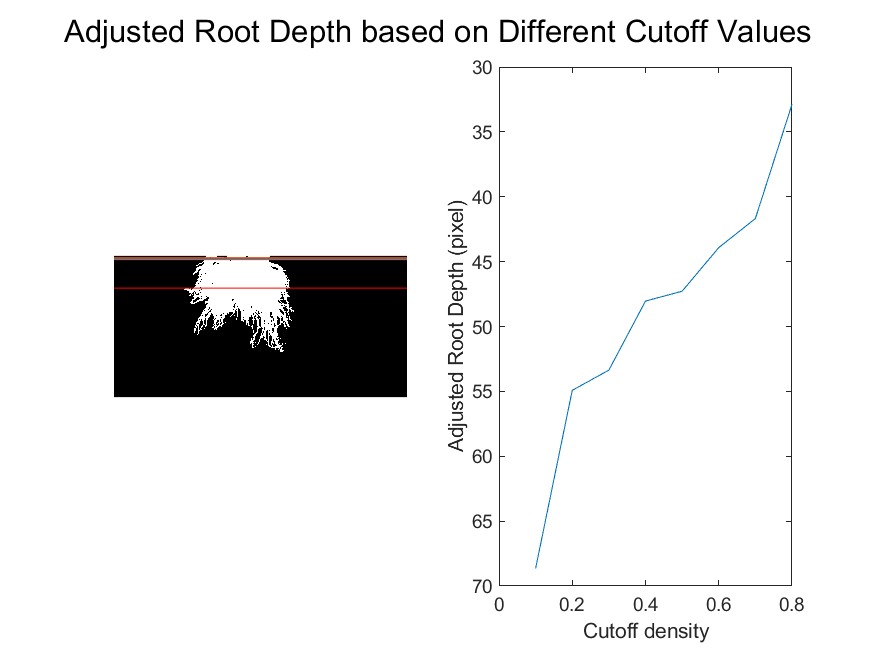 Adjusted Root Depth based on Different Cutoff Values
Adjusted Root Depth (pixel)
30
35
40
45
50
55
60
65
70
0 0.2 0.4 0.6 0.8
Cutoff density